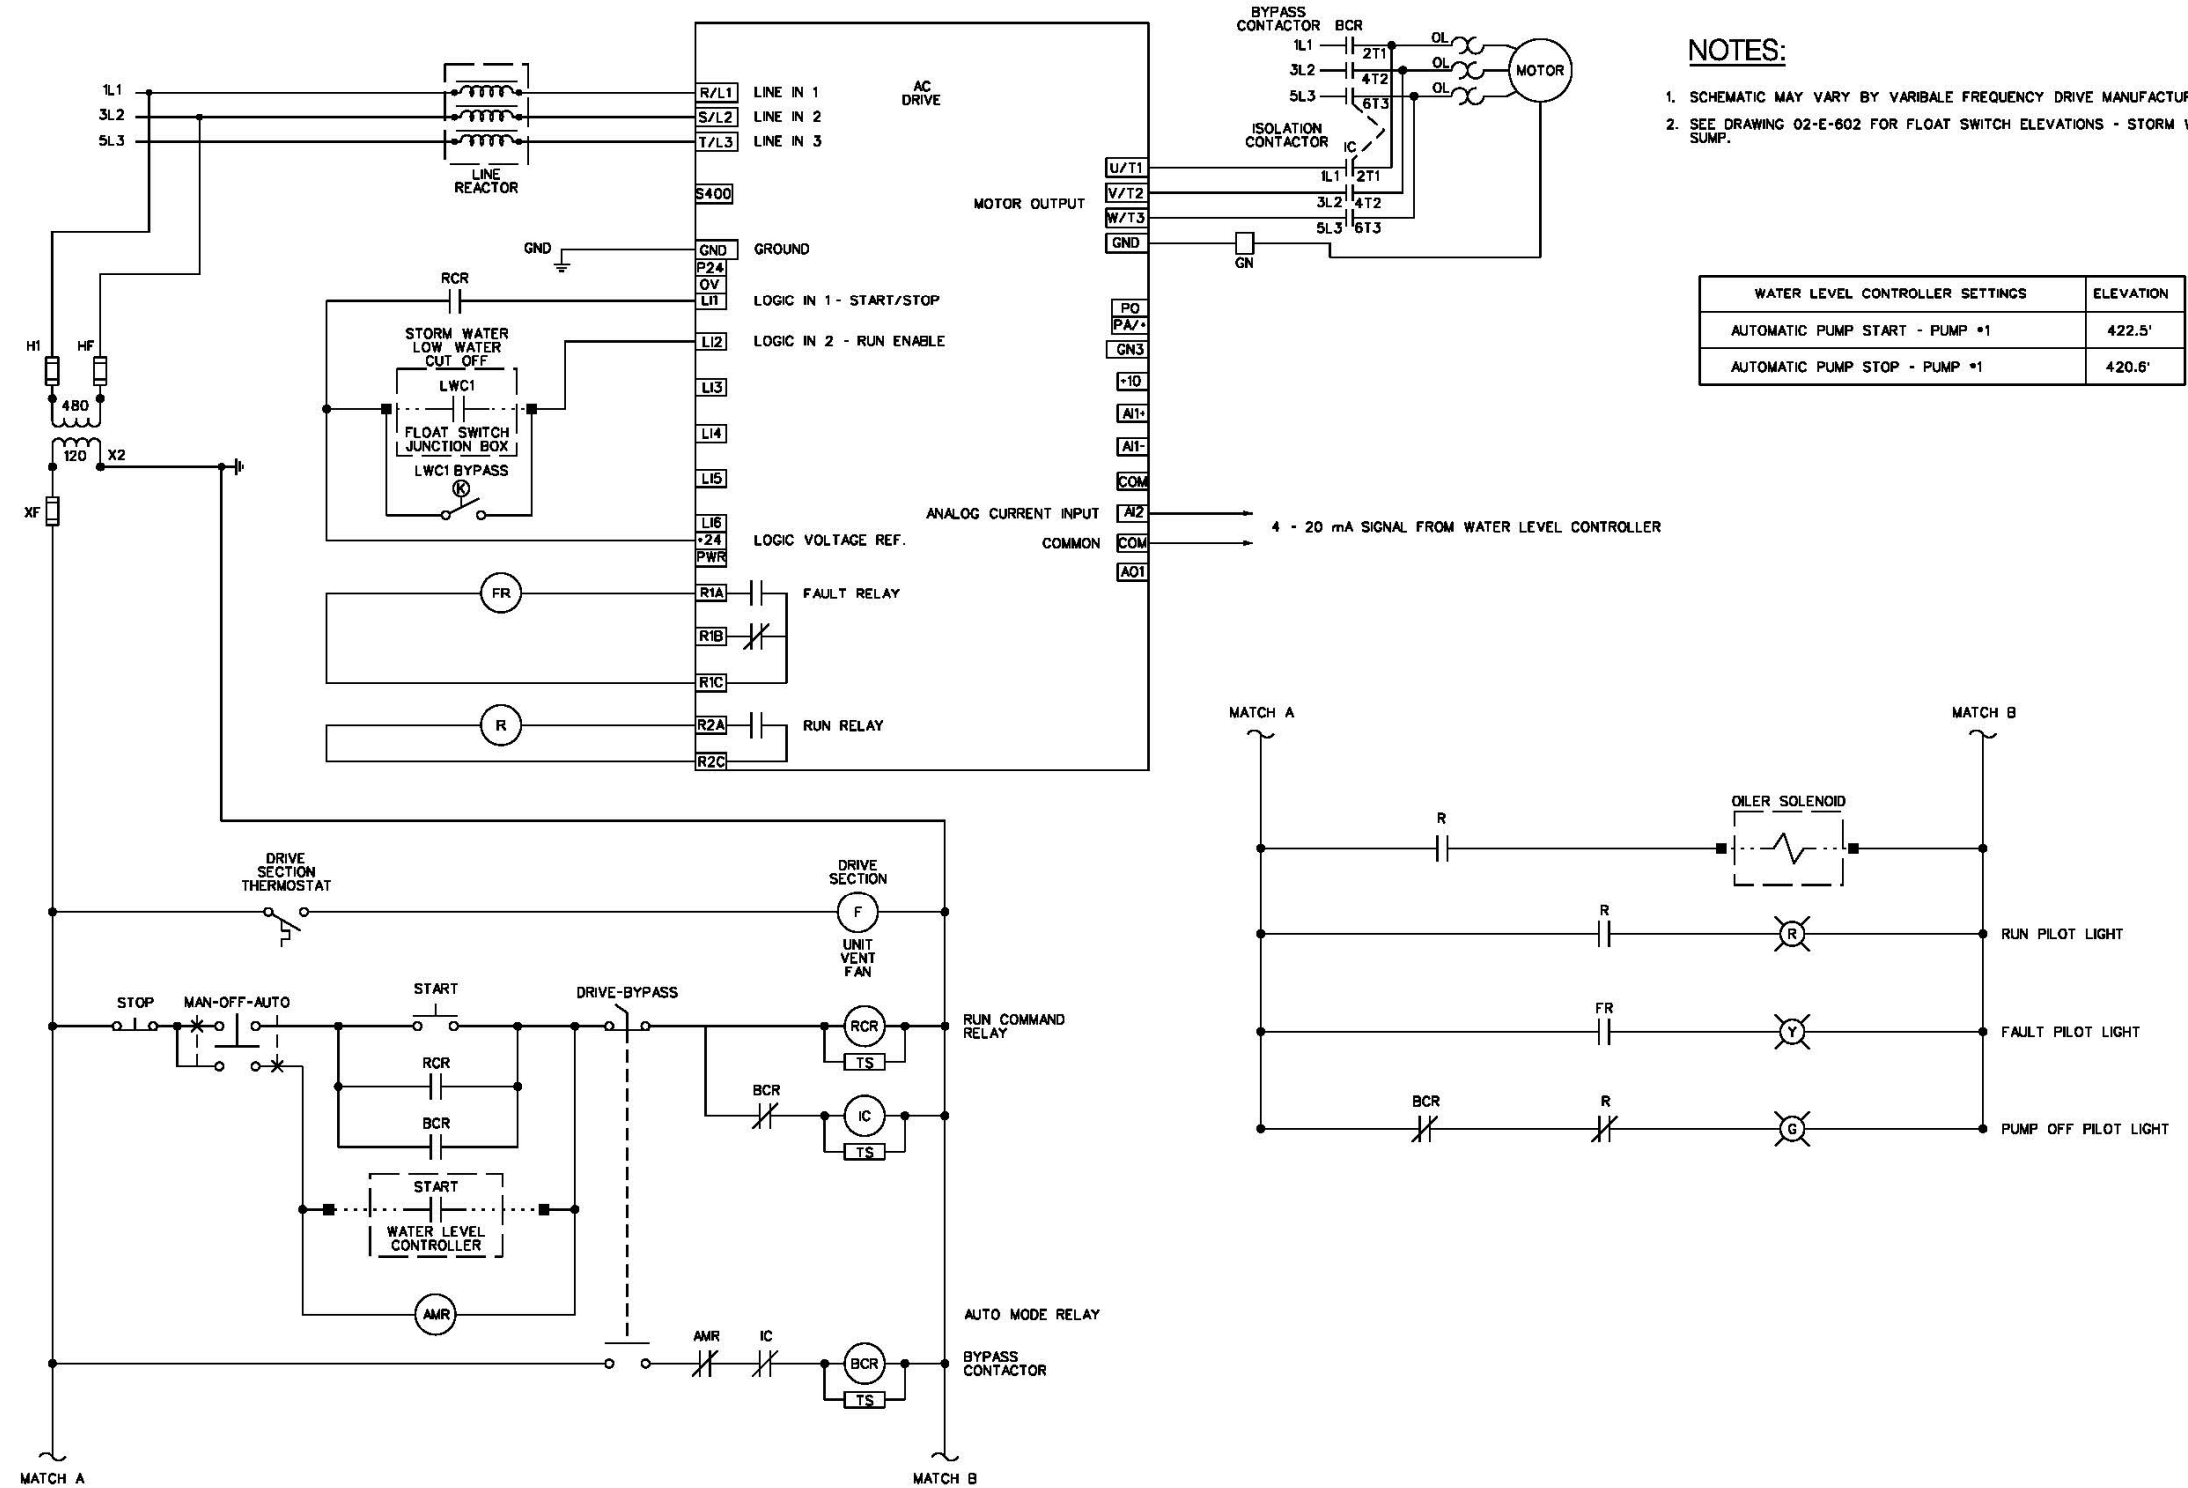 BYPASS
CONTACTOR BCR
1L1
2T1
OL
3L2
4T2
OL
5L3
6T3
OL
MOTOR
ISOLATION
CONTACTOR
IC
1L1 2T1
3L2 4T2
5L3 6T3
GN
NOTES:
1. SCHEMATIC MAY VARY BY VARIBALE FREQUENCY DRIVE
2. SEE DRAWING 02-E-602 FOR FLOAT SWITCH ELEVATIONS - STORM
SUMP.
WATER LEVEL CONTROLLER SETTINGS ELEVATION
AUTOMATIC PUMP START - PUMP #1 422.5'
AUTOMATIC PUMP STOP - PUMP #1 420.6'
1L1
3L2
5L3
LINE
REACTOR
AC
DRIVE
R/L1 LINE IN 1
S/L2 LINE IN 2
T/L3 LINE IN 3
S400
GND
GND GROUND
P24
OV
RCR
LI1 LOGIC IN 1 - START/STOP
STORM WATER
LOW WATER
CUT OFF
LI2 LOGIC IN 2 - RUN ENABLE
LWC1
LI3
FLOAT SWITCH
JUNCTION BOX
LI4
LWC1 BYPASS
K
LI5
LI6
+24 LOGIC VOLTAGE REF.
PWR
FR
R1A FAULT RELAY
R1B
R1C
R
R2A RUN RELAY
R2C
MOTOR OUTPUT
U/T1
V/T2
W/T3
GND
PO
PA/+
GN3
+10
AI1+
AI1-
COM
ANALOG CURRENT INPUT AI2
COMMON COM
AO1
4 - 20 mA SIGNAL FROM WATER LEVEL CONTROLLER
H1
HF
480
120
X2
XF
DRIVE
SECTION
THERMOSTAT
DRIVE
SECTION
F
UNIT
VENT
FAN
STOP
MAN-OFF-AUTO
START
DRIVE-BYPASS
RCR
RUN COMMAND
RELAY
TS
RCR
BCR
BCR
IC
TS
START
WATER LEVEL
CONTROLLER
AMR
AUTO MODE RELAY
AMR
IC
BCR
BYPASS
CONTACTOR
TS
MATCH A
MATCH B
MATCH A
MATCH B
OILER SOLENOID
R
R
R
RUN PILOT LIGHT
FR
Y
FAULT PILOT LIGHT
BCR
R
G
PUMP OFF PILOT LIGHT